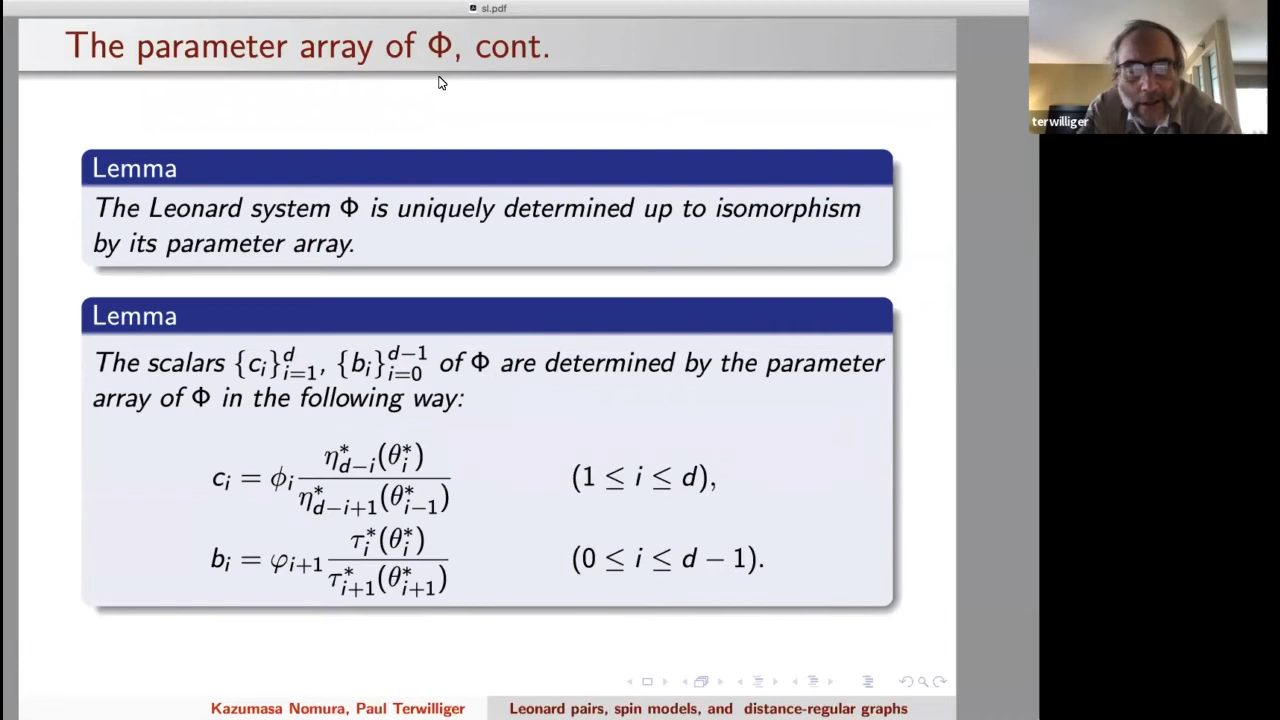 sl.pdf
The parameter array of Φ, cont.
terwilliger
Lemma
The Leonard system Φ is uniquely determined up to isomorphism
by its parameter array.
Lemma
The scalars {c_i}_{i=1}^{d}, {b_i}_{i=0}^{d−1} of Φ are determined by the parameter
array of Φ in the following way:
c_i = ϕ_i η*_{d−i}(θ*_i) / η*_{d−i+1}(θ*_{i−1}) (1 ≤ i ≤ d),
b_i = φ_{i+1} τ*_i(θ*_i) / τ*_{i+1}(θ*_{i+1}) (0 ≤ i ≤ d − 1).
Kazumasa Nomura, Paul Terwilliger Leonard pairs, spin models, and distance-regular graphs